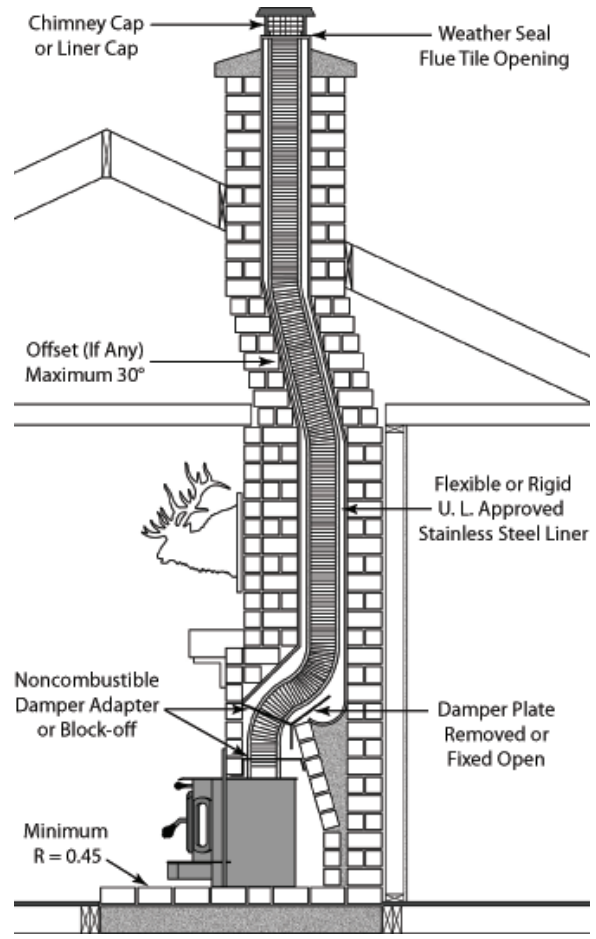 Chimney Cap
or Liner Cap
Weather Seal
Flue Tile Opening
Offset (If Any)
Maximum 30°
Flexible or Rigid
U. L. Approved
Stainless Steel Liner
Noncombustible
Damper Adapter
or Block-off
Damper Plate
Removed or
Fixed Open
Minimum
R = 0.45